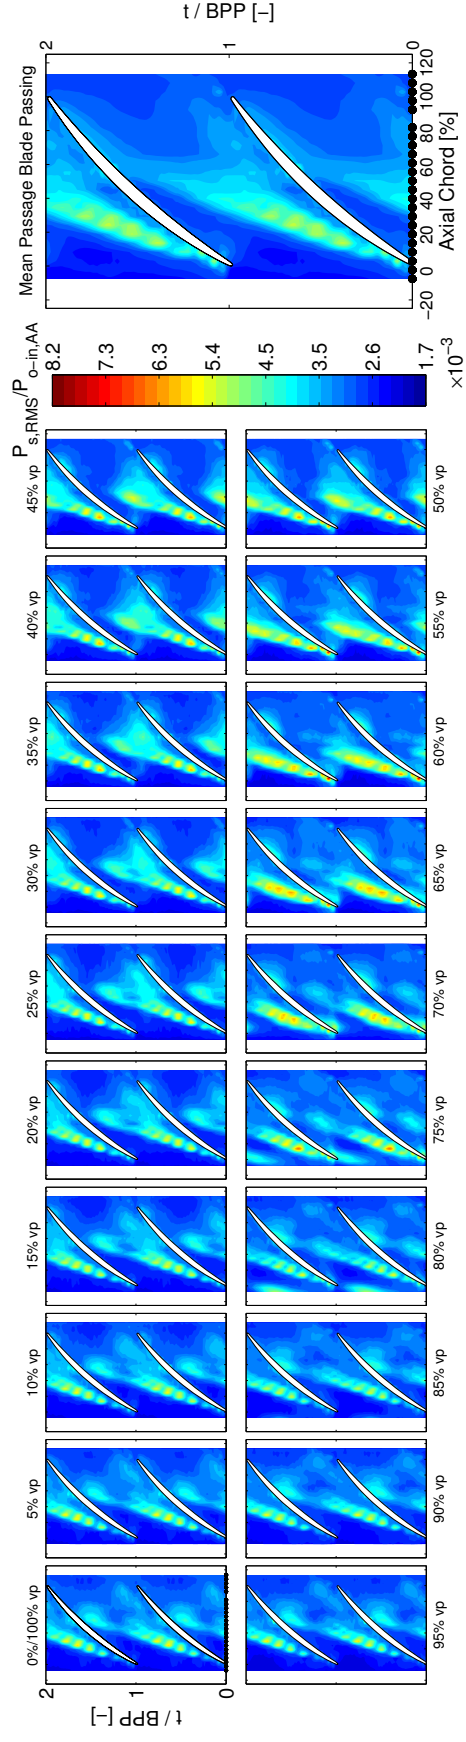 0%/100% vp
5% vp
10% vp
15% vp
20% vp
25% vp
30% vp
35% vp
40% vp
45% vp
2
1
0
t / BPP [−]
95% vp
90% vp
85% vp
80% vp
75% vp
70% vp
65% vp
60% vp
55% vp
50% vp
P s,RMS/P o−in,AA
8.2
7.3
6.3
5.4
4.5
3.5
2.6
1.7
×10−3
Mean Passage Blade Passing
2
1
0
t / BPP [−]
−20
0
20
40
60
80
100
120
Axial Chord [%]